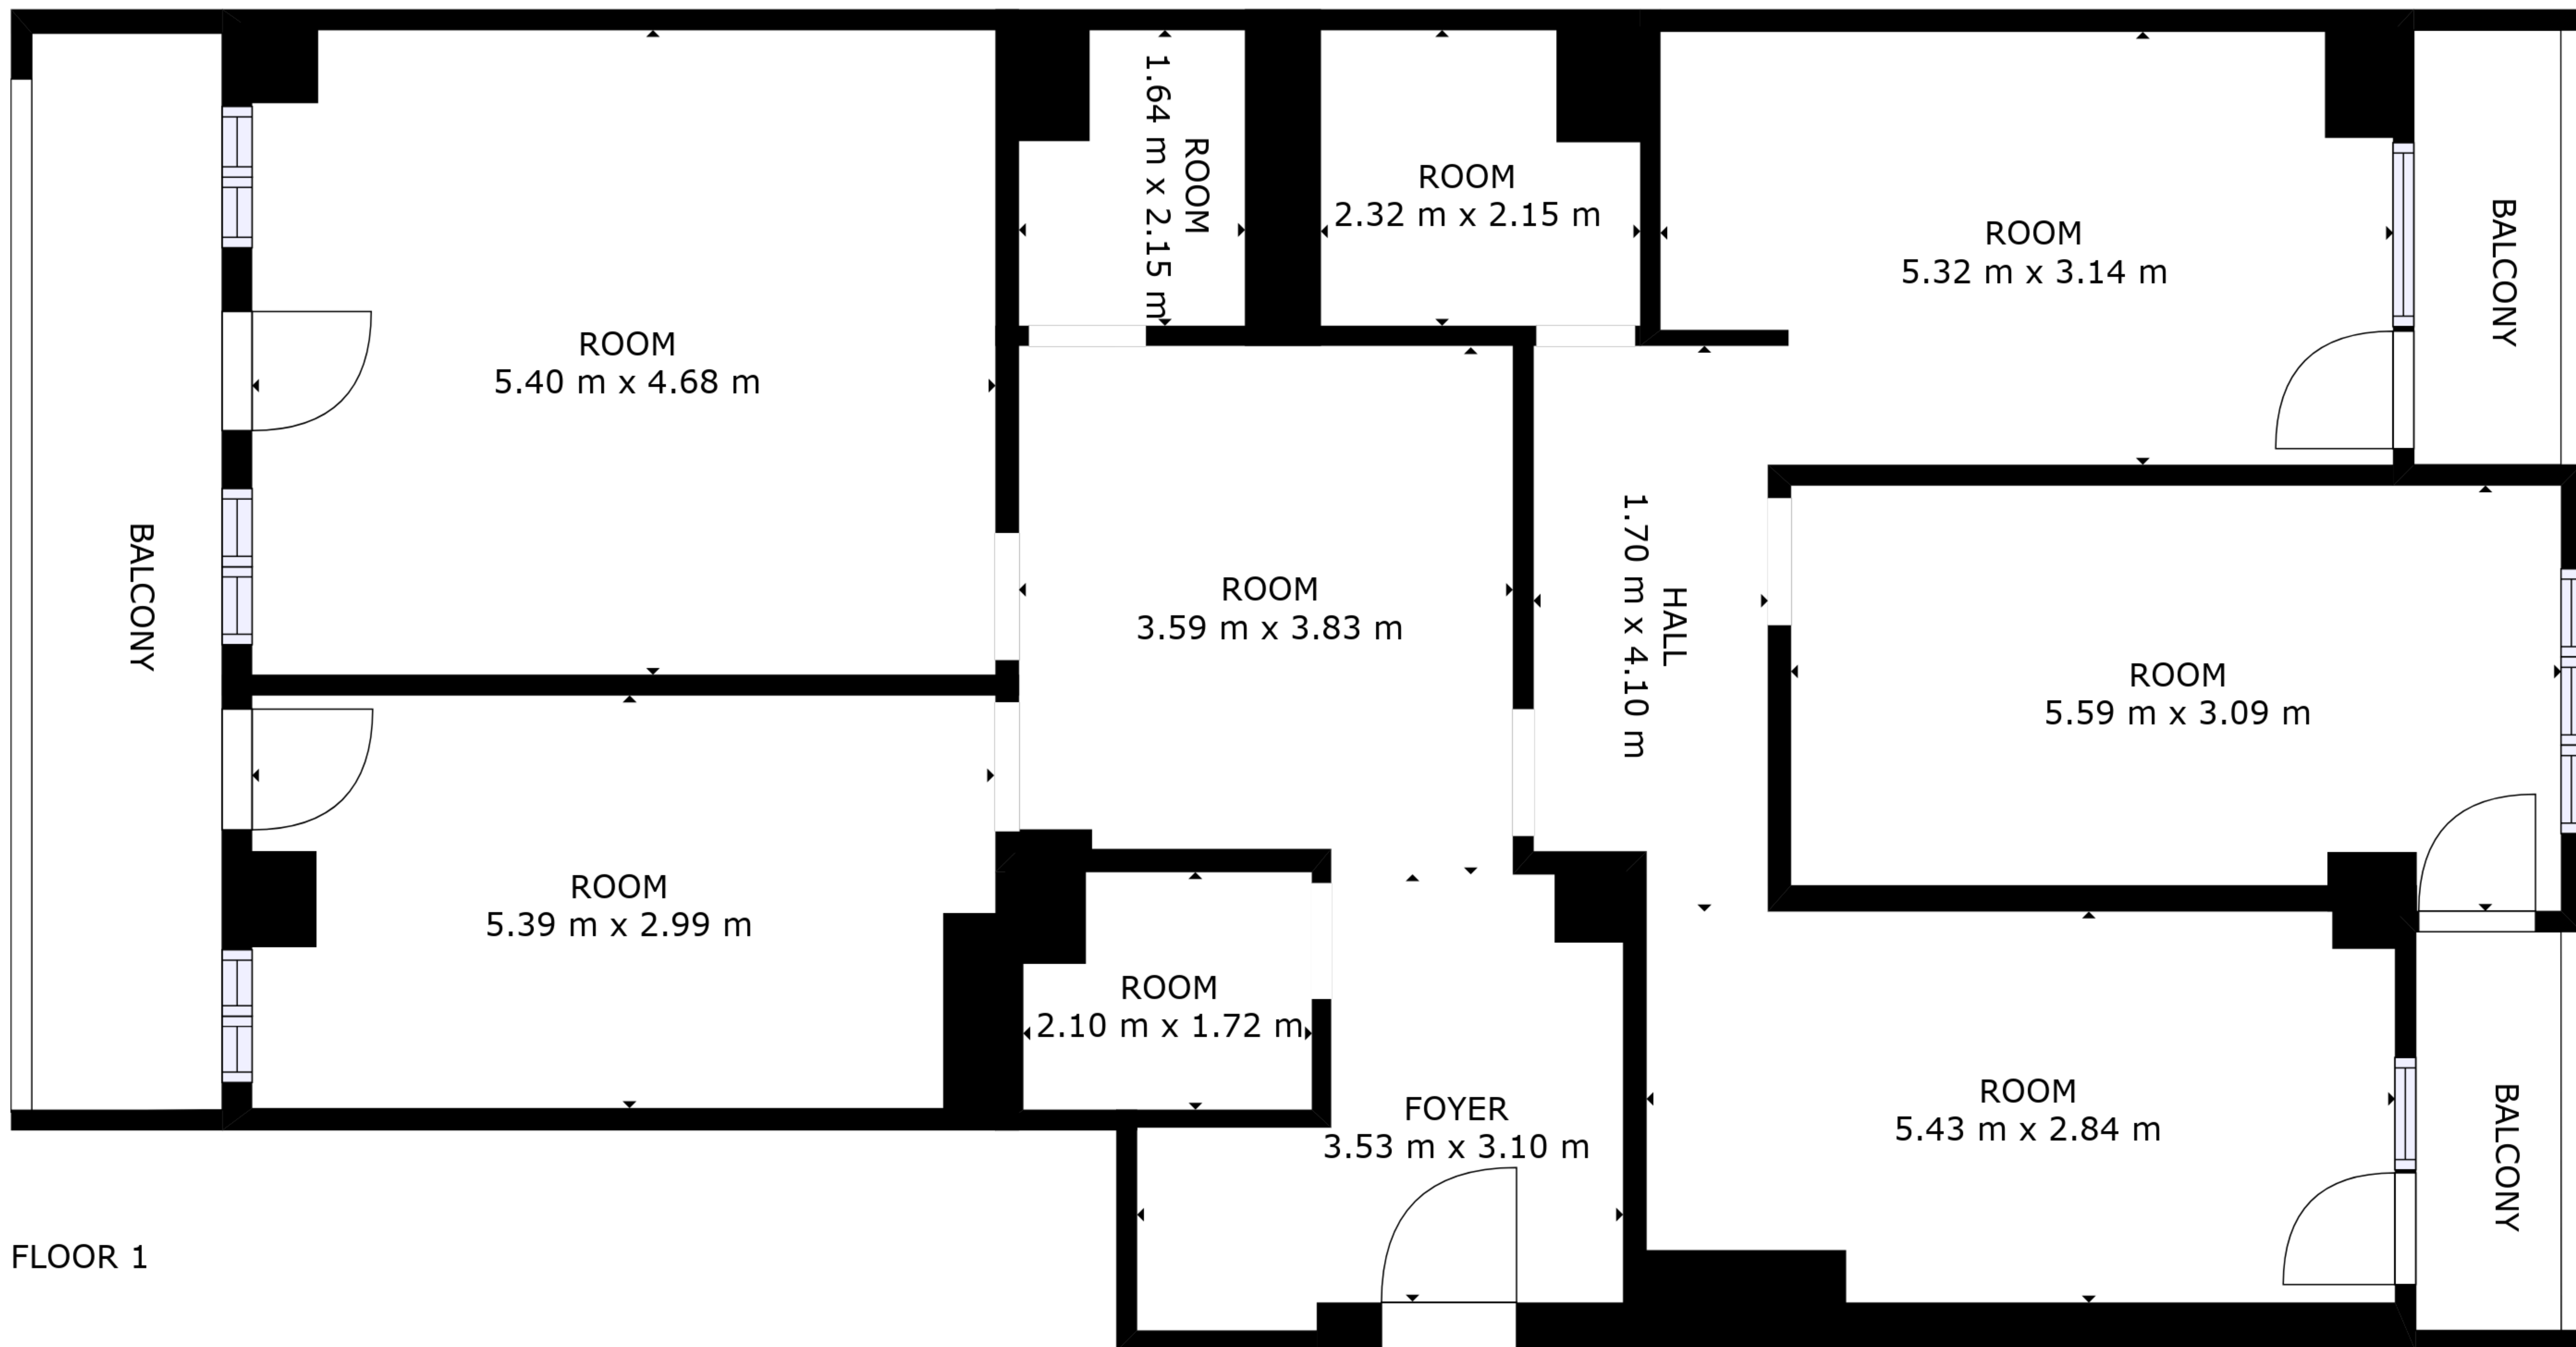 ROOM
1.64 m x 2.15 m
ROOM
2.32 m x 2.15 m
ROOM
5.32 m x 3.14 m
BALCONY
ROOM
5.40 m x 4.68 m
BALCONY
ROOM
3.59 m x 3.83 m
HALL
1.70 m x 4.10 m
ROOM
5.59 m x 3.09 m
ROOM
5.39 m x 2.99 m
ROOM
2.10 m x 1.72 m
FOYER
3.53 m x 3.10 m
ROOM
5.43 m x 2.84 m
BALCONY
FLOOR 1